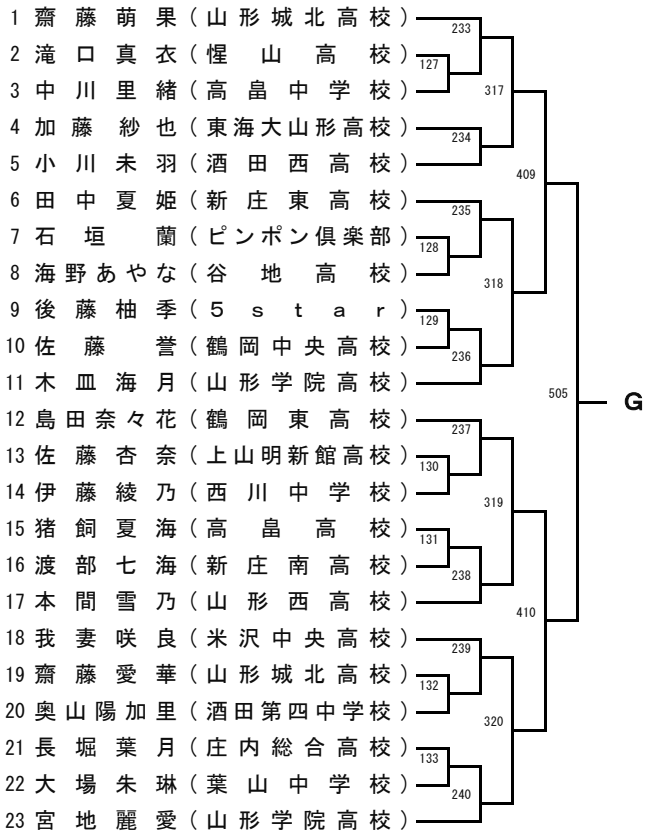 1 齋藤萌果（山形城北高校）
233
2 滝口真衣（惺山高校）
127
3 中川里緒（高畠中学校）
317
4 加藤紗也（東海大山形高校）
234
5 小川未羽（酒田西高校）
409
6 田中夏姫（新庄東高校）
235
7 石垣蘭（ピンポン倶楽部）
128
8 海野あやな（谷地高校）
318
9 後藤柚季（５ｓｔａｒ）
129
10 佐藤誉（鶴岡中央高校）
236
11 木皿海月（山形学院高校）
505
G
12 島田奈々花（鶴岡東高校）
237
13 佐藤杏奈（上山明新館高校）
130
14 伊藤綾乃（西川中学校）
319
15 猪飼夏海（高畠高校）
131
16 渡部七海（新庄南高校）
238
17 本間雪乃（山形西高校）
410
18 我妻咲良（米沢中央高校）
239
19 齋藤愛華（山形城北高校）
132
20 奥山陽加里（酒田第四中学校）
320
21 長堀葉月（庄内総合高校）
133
22 大場朱琳（葉山中学校）
240
23 宮地麗愛（山形学院高校）